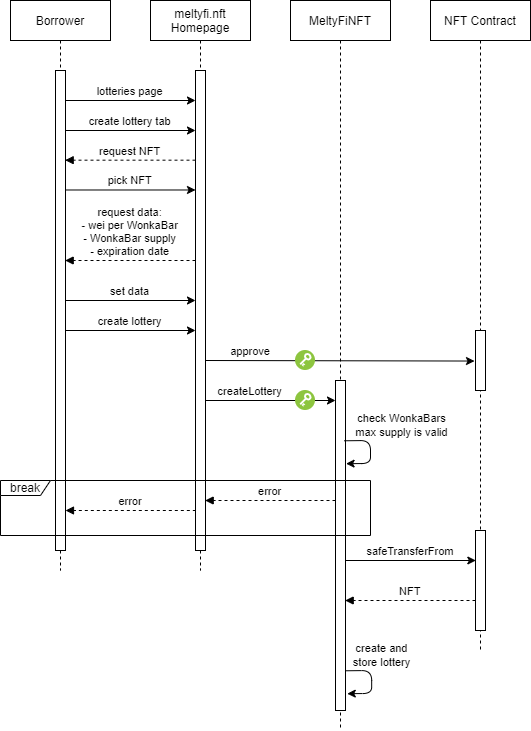 Borrower
meltyfi.nft
Homepage
MeltyFiNFT
NFT Contract
lotteries page
create lottery tab
request NFT
pick NFT
request data:
- wei per WonkaBar
- WonkaBar supply
- expiration date
set data
create lottery
approve
createLottery
check WonkaBars
max supply is valid
break
error
error
safeTransferFrom
NFT
create and
store lottery